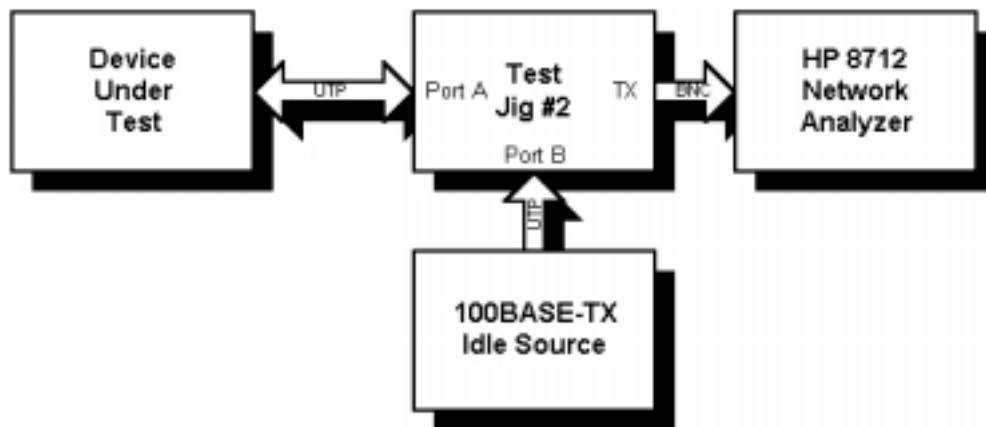 Device
Under
Test
UTP
Port A
Test
Jig #2
TX
Port B
BNC
HP 8712
Network
Analyzer
UTP
100BASE-TX
Idle Source